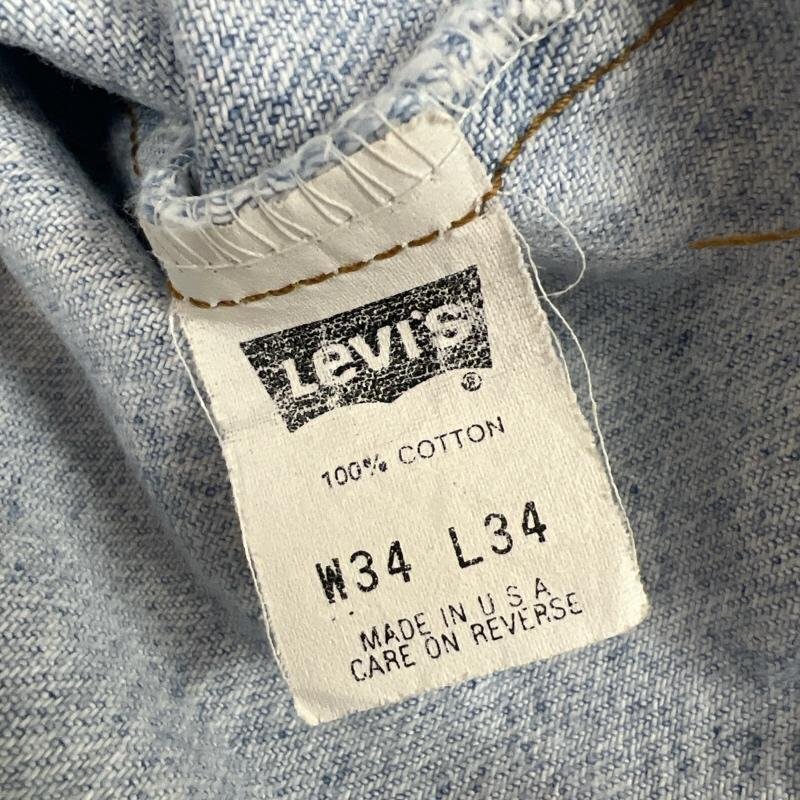 Levi's ®
100% COTTON
W34 L34
MADE IN U S A
CARE ON REVERSE